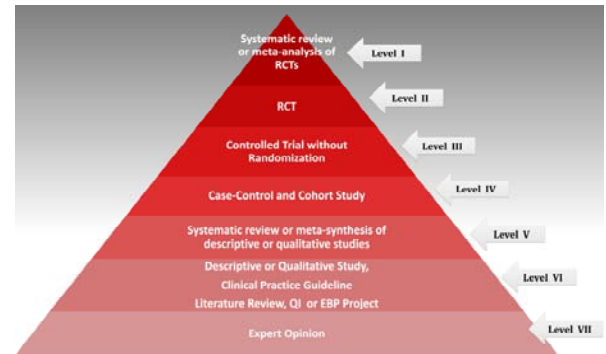 Systematic review
or meta-analysis of
RCTs
Level I
RCT
Level II
Controlled Trial without
Randomization
Level III
Case-Control and Cohort Study
Level IV
Systematic review or meta-synthesis of
descriptive or qualitative studies
Level V
Descriptive or Qualitative Study,
Clinical Practice Guideline
Literature Review, QI or EBP Project
Level VI
Expert Opinion
Level VII